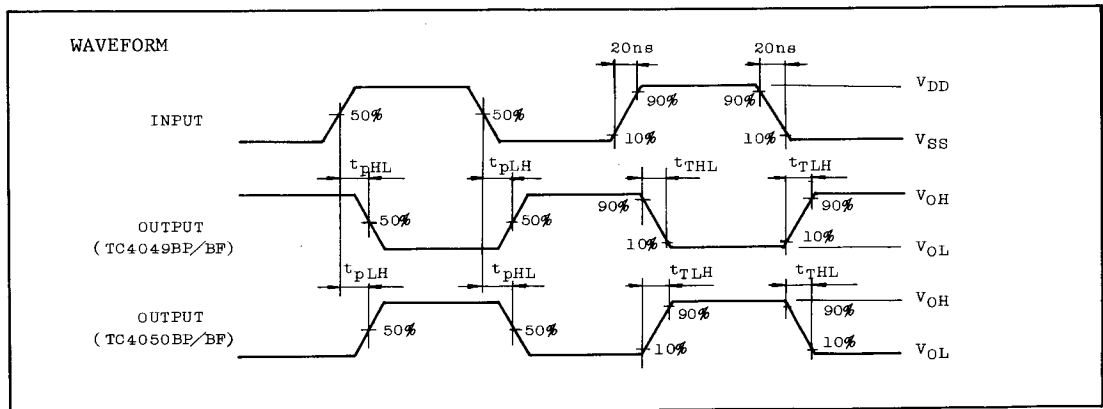 WAVEFORM
20ns 20ns
V_DD
50% 50% 90% 90%
INPUT
10% 10%
V_SS
t_pHL t_pLH t_THL t_TLH
V_OH
90% 90%
50% 50%
OUTPUT
(TC4049BP/BF)
10% 10%
V_OL
t_pLH t_pHL t_TLH t_THL
V_OH
90% 90%
OUTPUT
50% 50%
(TC4050BP/BF)
10% 10%
V_OL